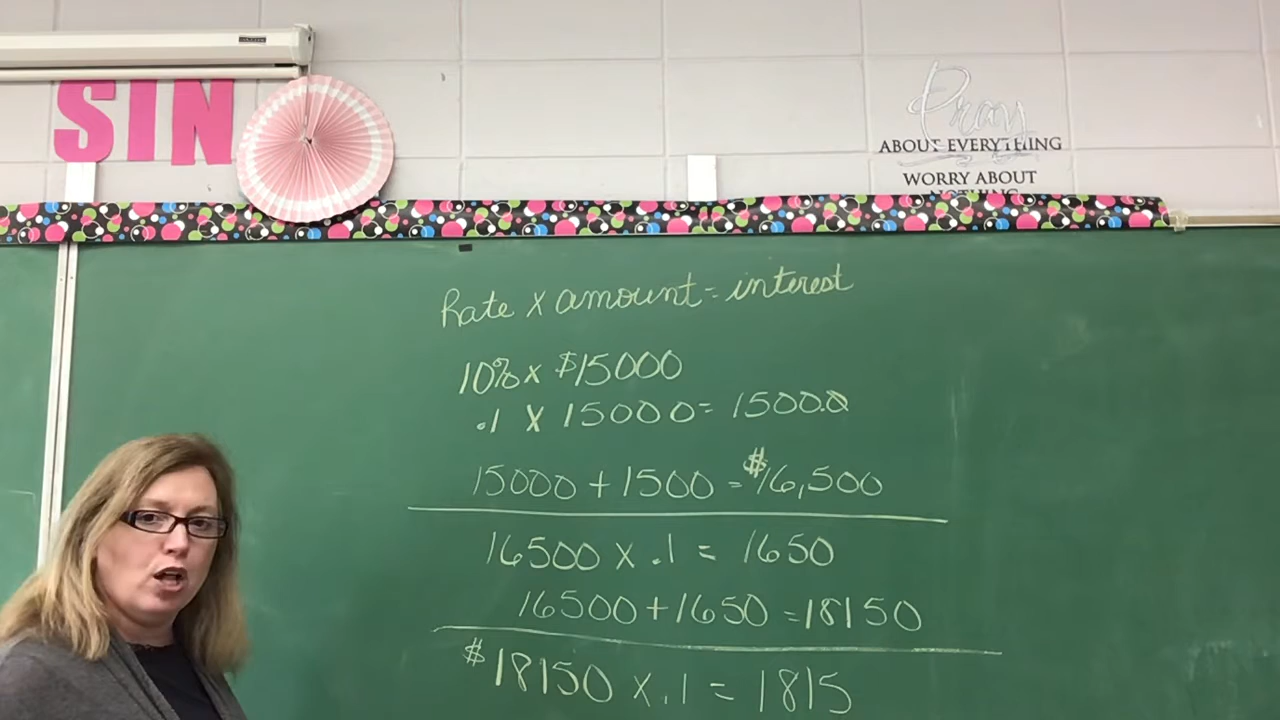 SIN
Pray
ABOUT EVERYTHING
WORRY ABOUT
NOTHING
Rate x amount = interest
10% x $15000
.1 x 15000 = 1500.0
15000 + 1500 = $16,500
16500 x .1 = 1650
16500 + 1650 = 18150
$18150 x .1 = 1815